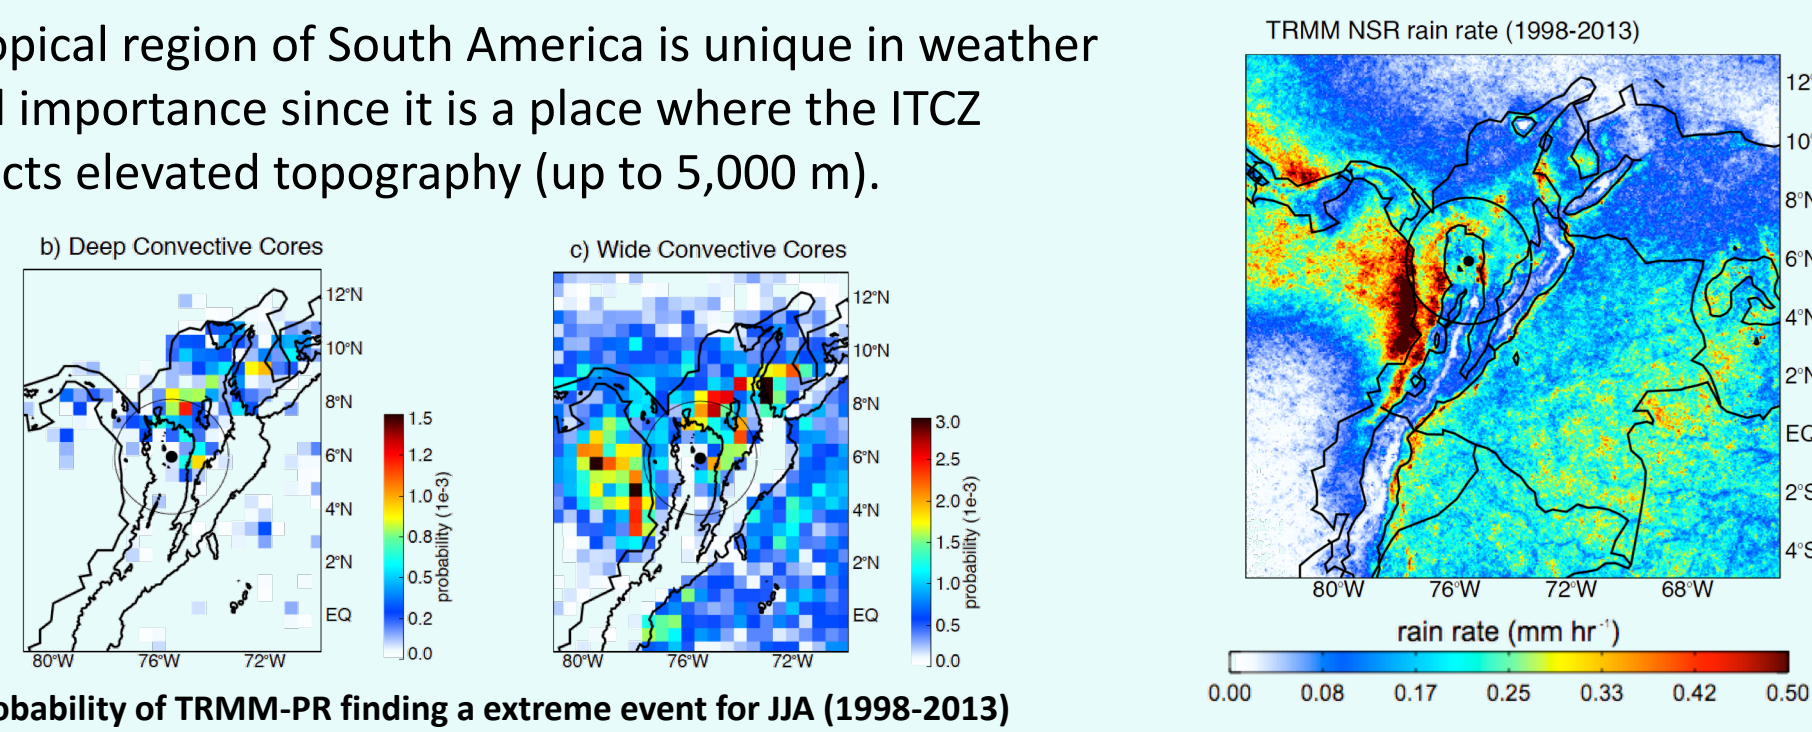 opical region of South America is unique in weather
l importance since it is a place where the ITCZ
cts elevated topography (up to 5,000 m).
b) Deep Convective Cores
12°N
10°N
8°N
6°N
4°N
2°N
EQ
80°W 76°W 72°W
1.5
1.2
1.0
0.8
0.5
0.2
0.0
probability (1e-3)
c) Wide Convective Cores
12°N
10°N
8°N
6°N
4°N
2°N
EQ
80°W 76°W 72°W
3.0
2.5
2.0
1.5
1.0
0.5
0.0
probability (1e-3)
obability of TRMM-PR finding a extreme event for JJA (1998-2013)
TRMM NSR rain rate (1998-2013)
12°
10°
8°N
6°N
4°N
2°N
EQ
2°S
4°S
80°W 76°W 72°W 68°W
rain rate (mm hr⁻¹)
0.00 0.08 0.17 0.25 0.33 0.42 0.50